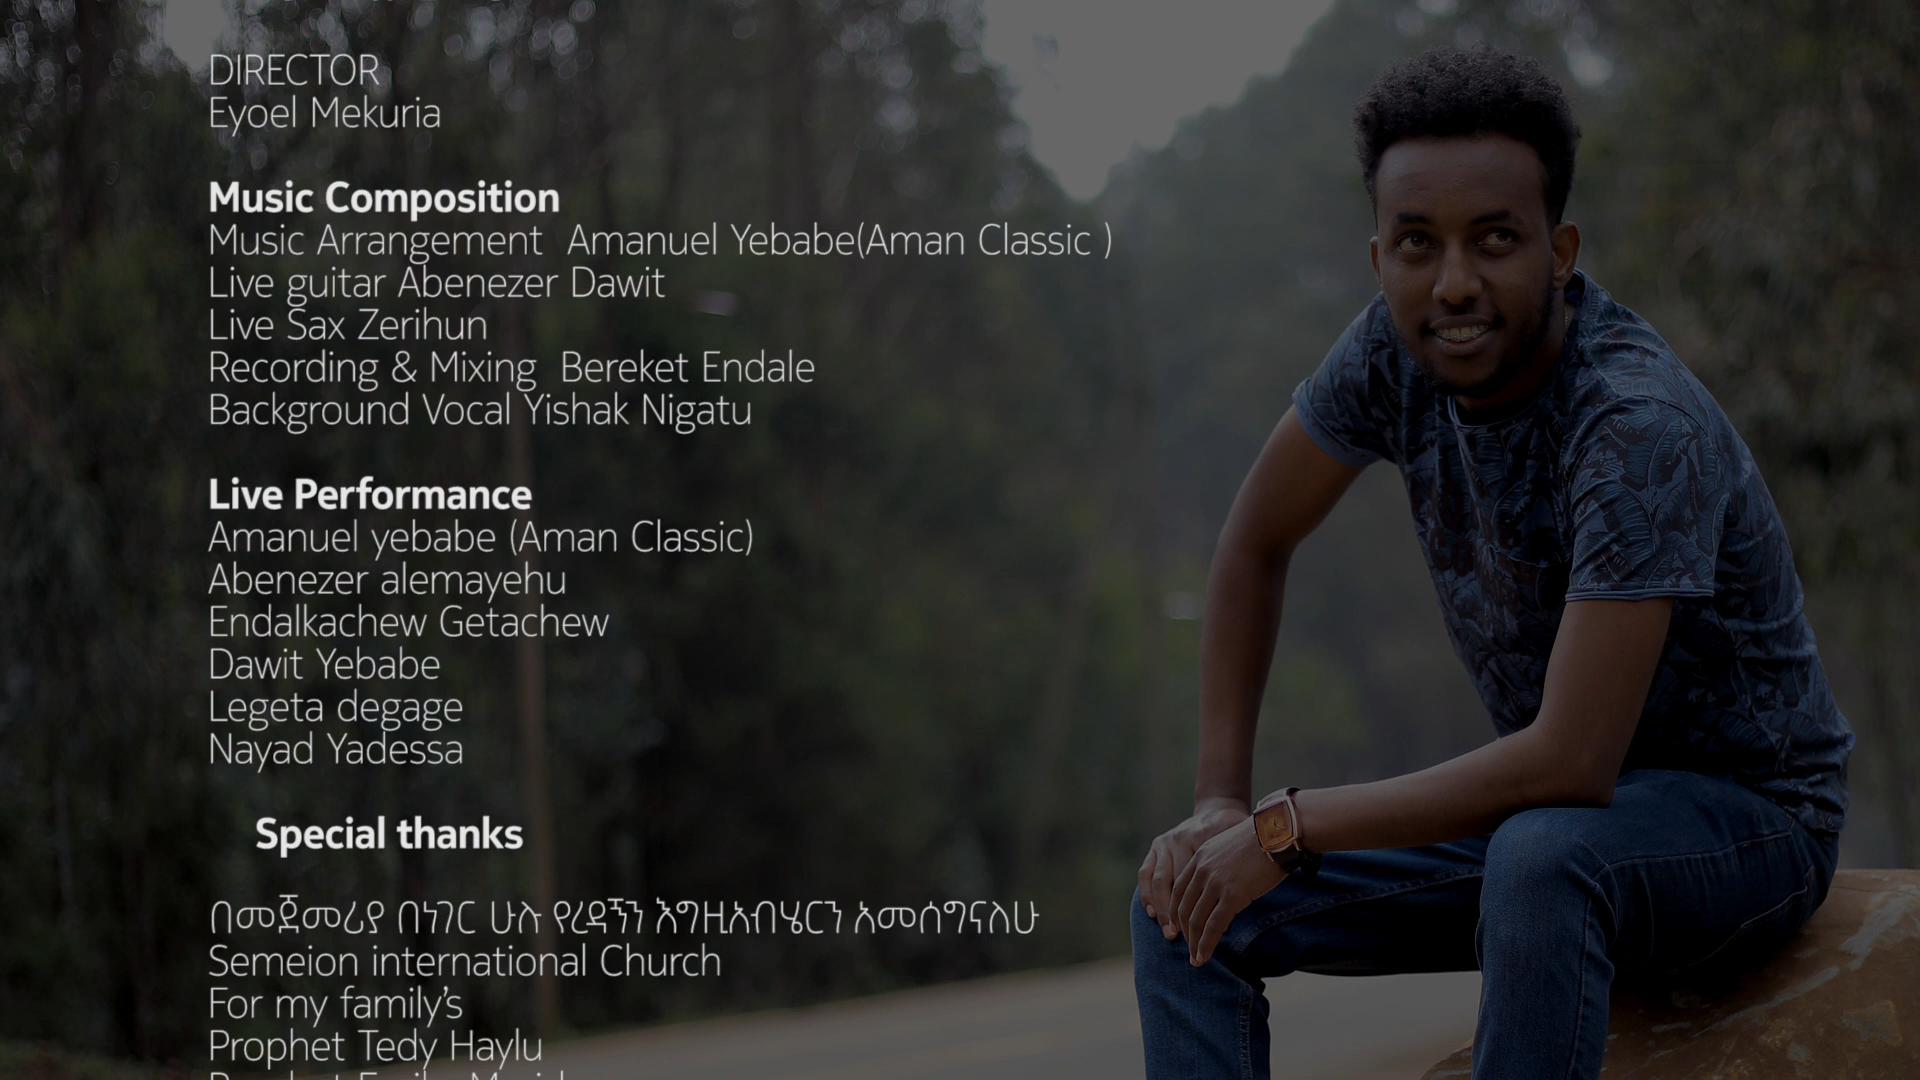 DIRECTOR
Eyoel Mekuria
Music Composition
Music Arrangement  Amanuel Yebabe(Aman Classic )
Live guitar Abenezer Dawit
Live Sax Zerihun
Recording & Mixing  Bereket Endale
Background Vocal Yishak Nigatu
Live Performance
Amanuel yebabe (Aman Classic)
Abenezer alemayehu
Endalkachew Getachew
Dawit Yebabe
Legeta degage
Nayad Yadessa
Special thanks
በመጀመሪያ በነገር ሁሉ የረዳኝን እግዚአብሄርን አመሰግናለሁ
Semeion international Church
For my family’s
Prophet Tedy Haylu